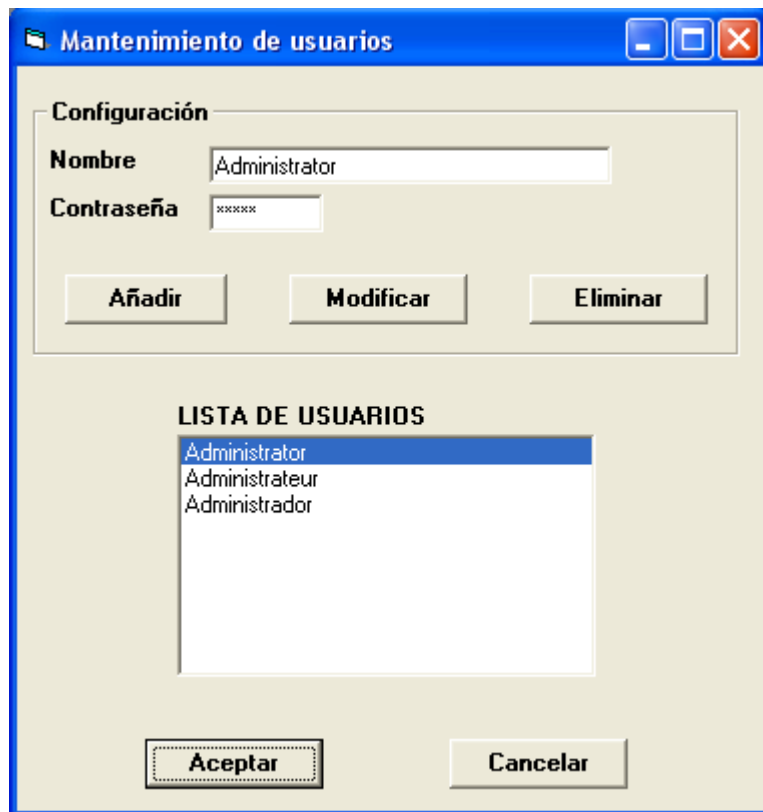 Mantenimiento de usuarios
Configuración
Nombre Administrator
Contraseña *****
Añadir Modificar Eliminar
LISTA DE USUARIOS
Administrator
Administrateur
Administrador
Aceptar Cancelar